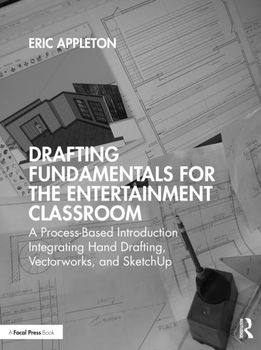 ERIC APPLETON
DRAFTING
FUNDAMENTALS FOR
THE ENTERTAINMENT
CLASSROOM
A Process-Based Introduction
Integrating Hand Drafting,
Vectorworks, and SketchUp
A Focal Press Book
R